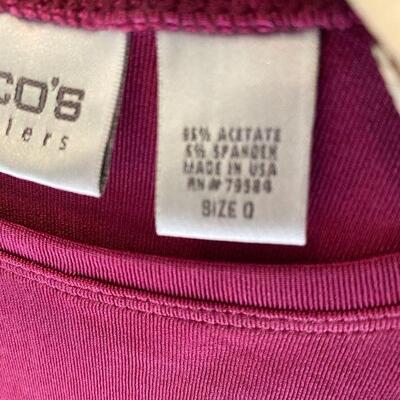 CO's
lers
95% ACETATE
5% SPANDEX
MADE IN USA
RN# 79584
SIZE 0